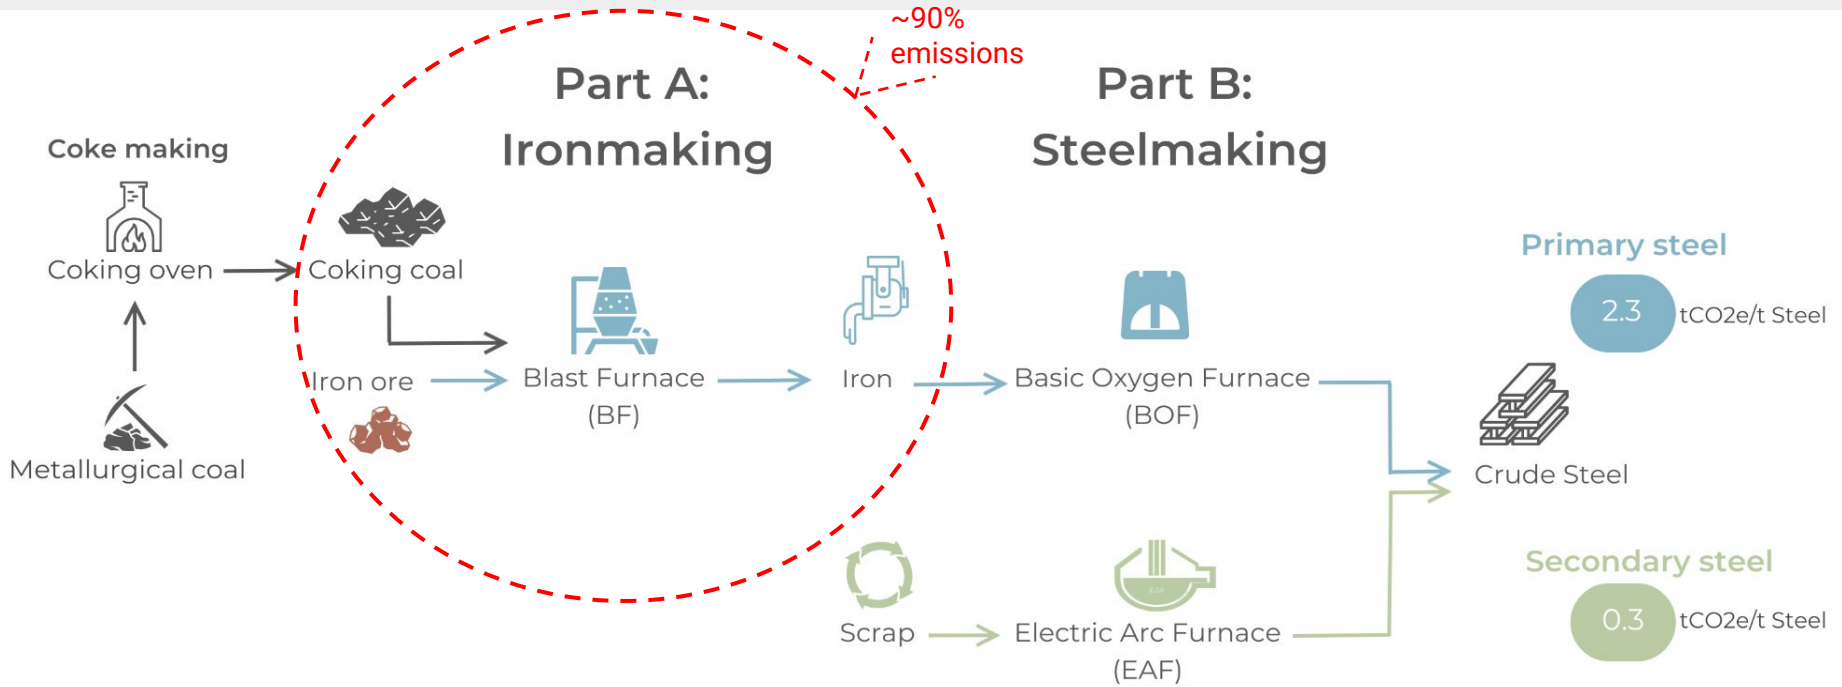 ~90%
emissions
Part A:
Ironmaking
Part B:
Steelmaking
Coke making
Coking oven
Coking coal
Metallurgical coal
Iron ore
Blast Furnace
(BF)
Iron
Basic Oxygen Furnace
(BOF)
Primary steel
2.3
tCO2e/t Steel
Crude Steel
Scrap
EAF
Electric Arc Furnace
(EAF)
Secondary steel
0.3
tCO2e/t Steel